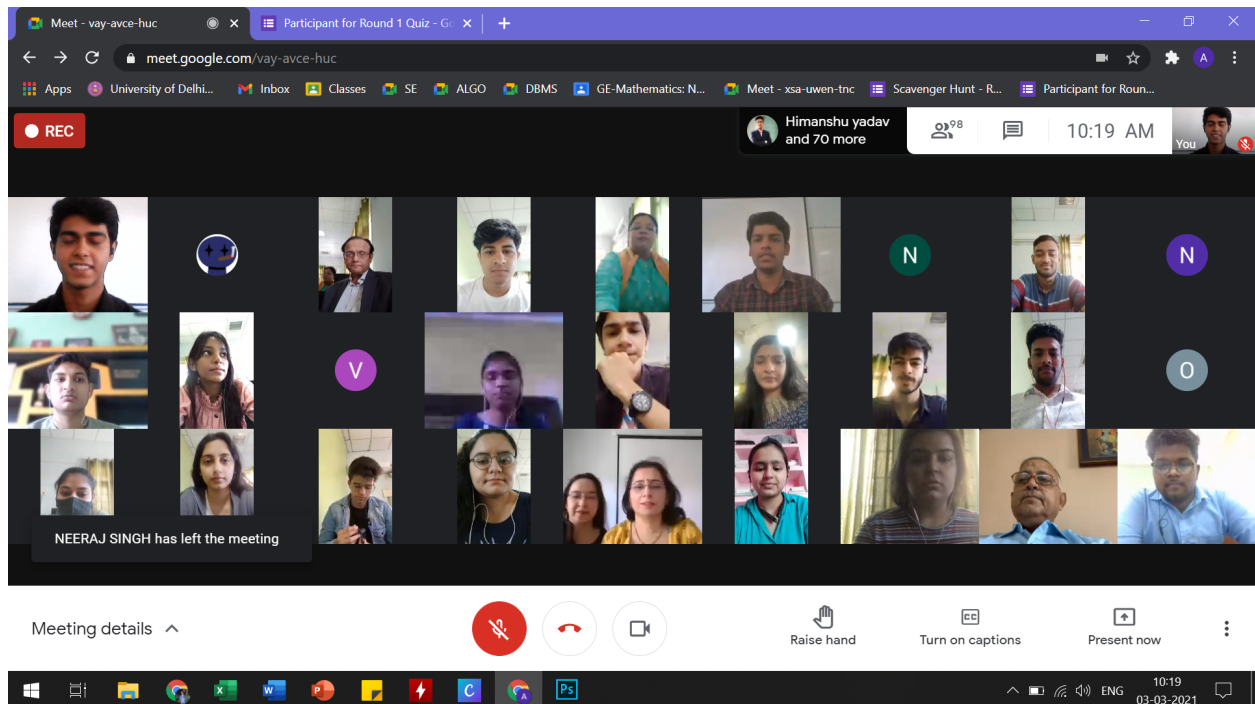 Meet - vay-avce-huc
Participant for Round 1 Quiz - Go
meet.google.com/vay-avce-huc
A
Apps
University of Delhi...
Inbox
Classes
SE
ALGO
DBMS
GE-Mathematics: N...
Meet - xsa-uwen-tnc
Scavenger Hunt - R...
Participant for Roun...
REC
Himanshu yadav
and 70 more
98
10:19 AM
You
N
N
V
O
NEERAJ SINGH has left the meeting
Meeting details
Raise hand
CC
Turn on captions
Present now
X
W
P
C
A
Ps
ENG
10:19
03-03-2021